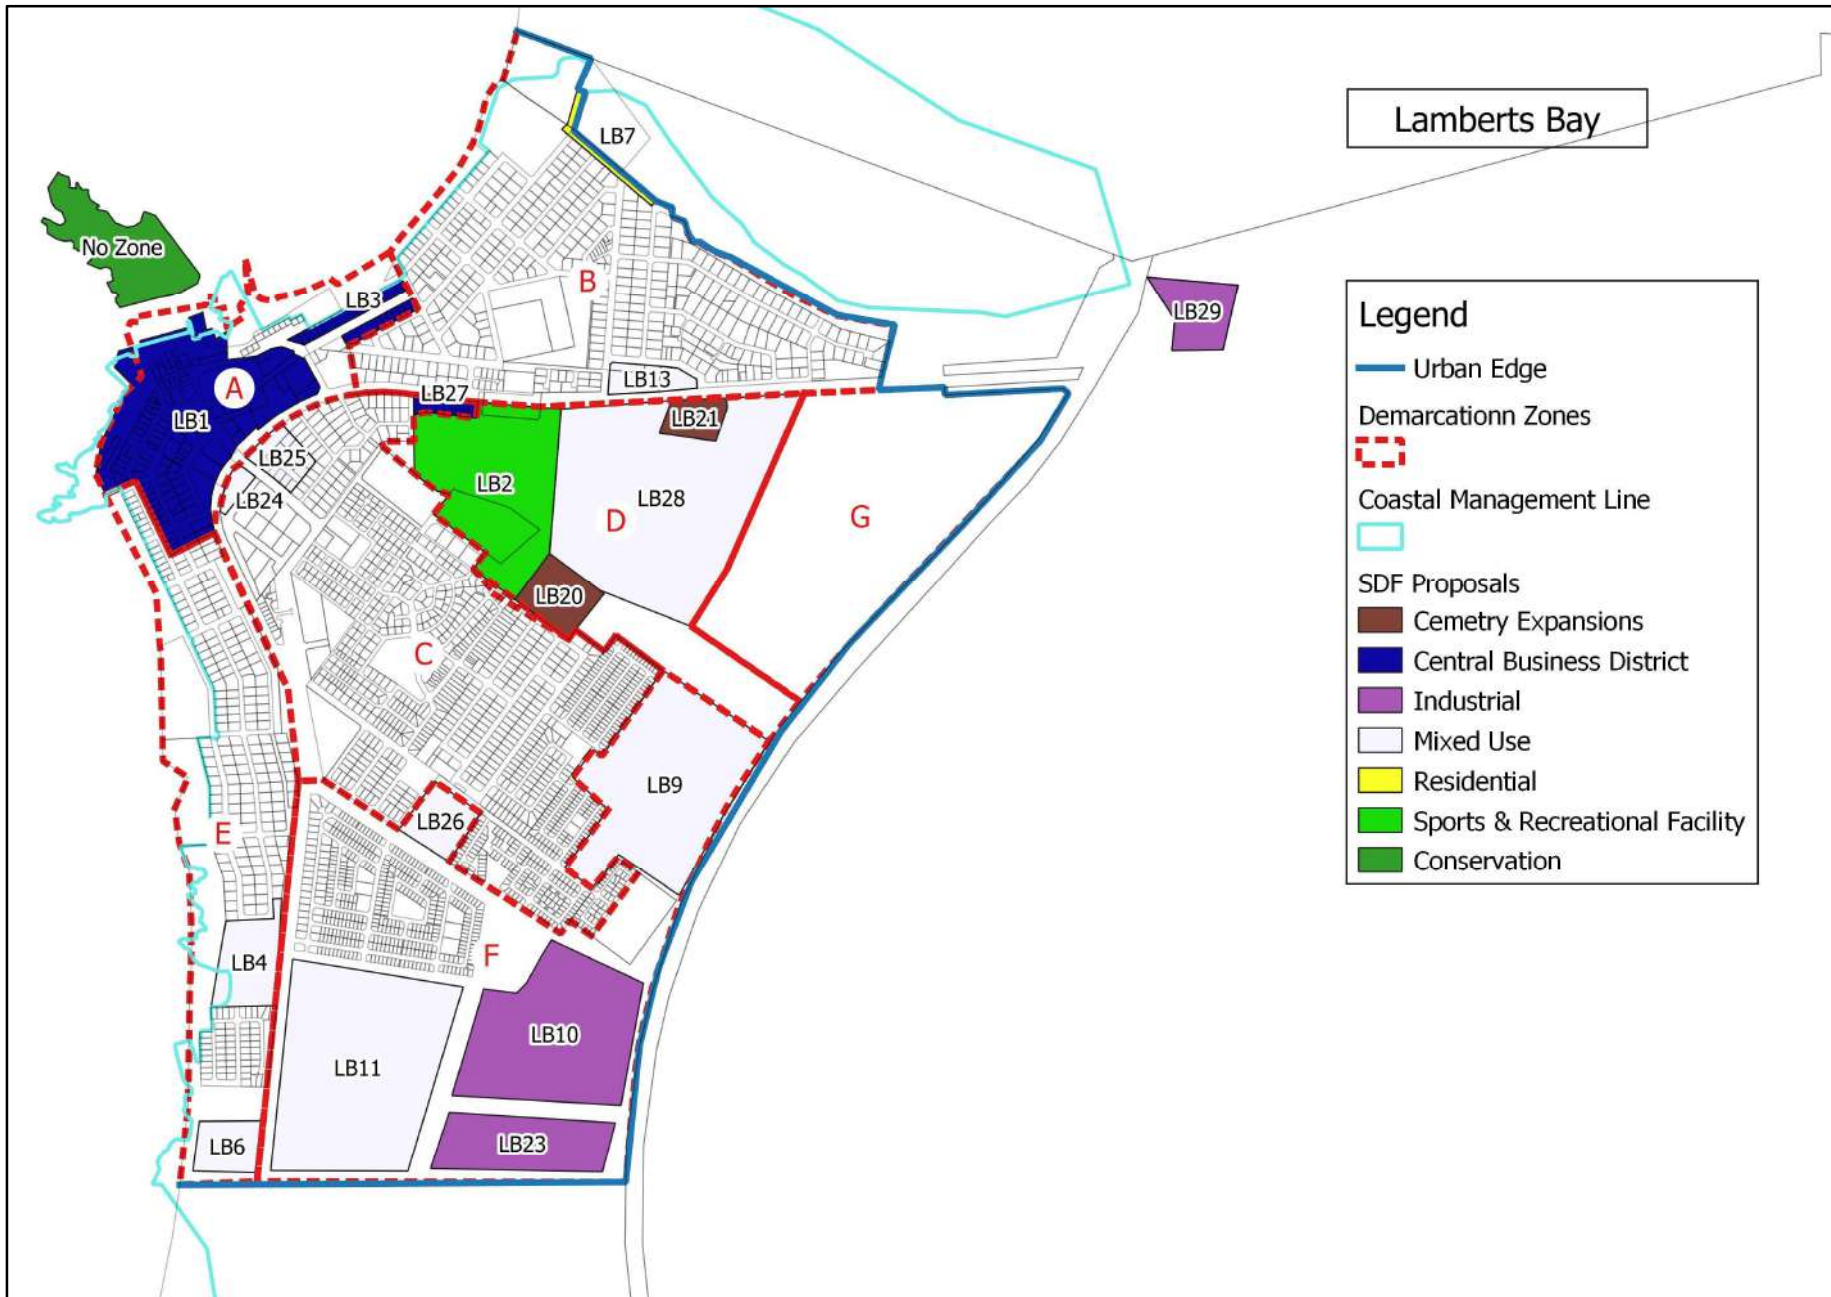 Lamberts Bay
LB7
No Zone
B
LB3
LB29
A
LB13
LB27
LB1
LB21
LB25
LB2
LB24
LB28
D
G
LB20
C
LB9
LB26
E
F
LB4
LB10
LB11
LB23
LB6
Legend
Urban Edge
Demarcationn Zones
Coastal Management Line
SDF Proposals
Cemetry Expansions
Central Business District
Industrial
Mixed Use
Residential
Sports & Recreational Facility
Conservation